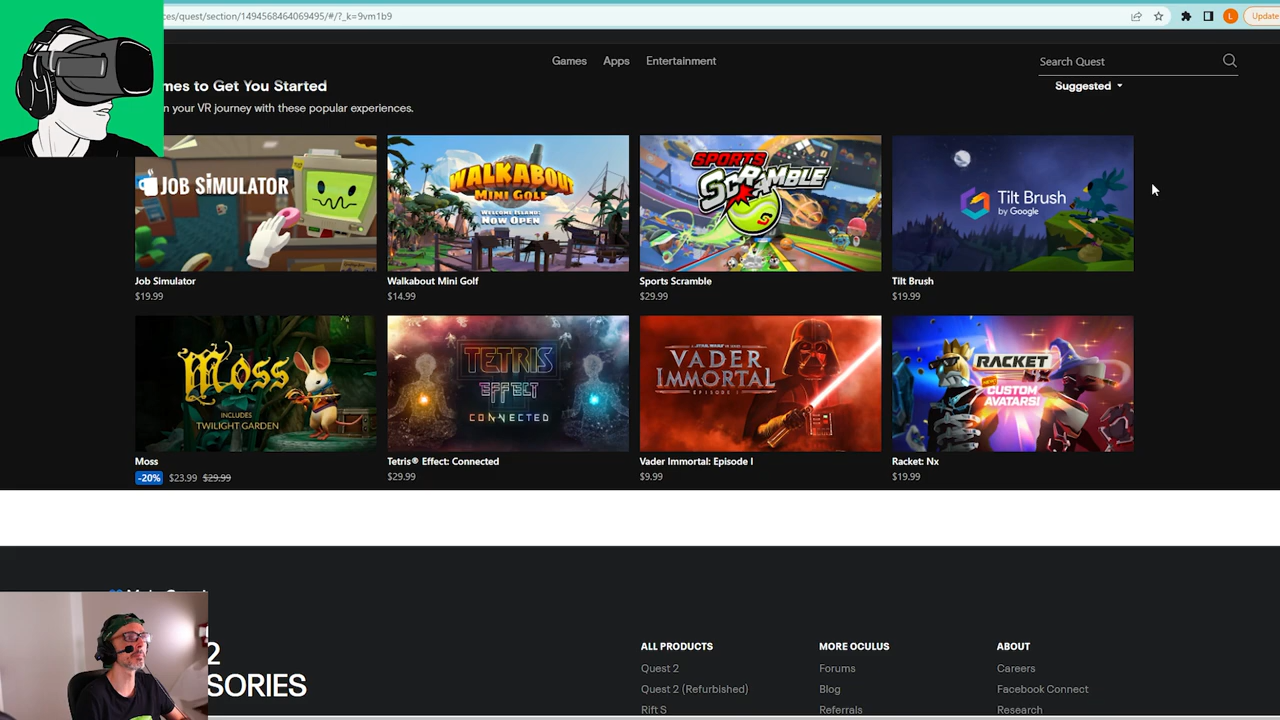 ces/quest/section/1494568464069495/#/?_k=9vm1b9
Update
Games Apps Entertainment
Search Quest
mes to Get You Started
Suggested
n your VR journey with these popular experiences.
JOB SiMULATOR
WALKABOUT
MINI GOLF
WELCOME ISLAND:
NOW OPEN
SPORTS
SCRAMBLE
Tilt Brush
by Google
Job Simulator
$19.99
Walkabout Mini Golf
$14.99
Sports Scramble
$29.99
Tilt Brush
$19.99
Moss
INCLUDES
TWILIGHT GARDEN
TETRIS
EFFECT
CONNECTED
VADER
IMMORTAL
EPISODE I
RACKET
NX
NEW
CUSTOM
AVATARS!
Moss
-20% $23.99 $29.99
Tetris® Effect: Connected
$29.99
Vader Immortal: Episode I
$9.99
Racket: Nx
$19.99
2
SORIES
ALL PRODUCTS
Quest 2
Quest 2 (Refurbished)
Rift S
MORE OCULUS
Forums
Blog
Referrals
ABOUT
Careers
Facebook Connect
Research